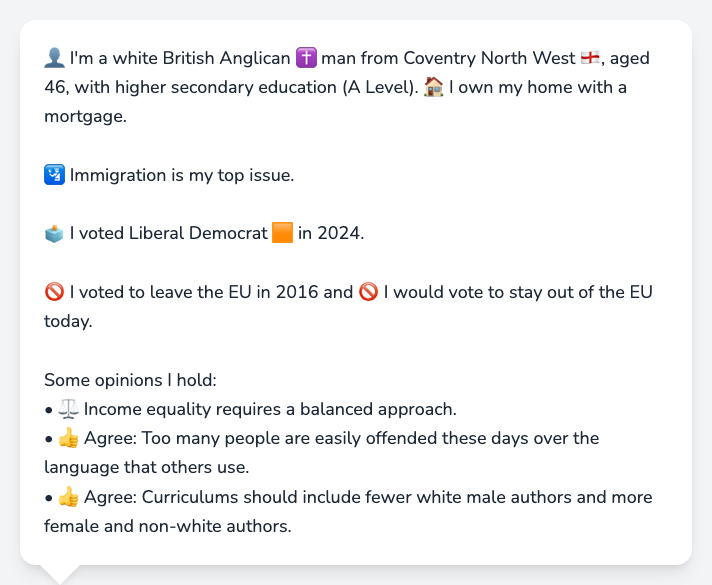 👤 I'm a white British Anglican ✝️ man from Coventry North West 🏴󠁧󠁢󠁥󠁮󠁧󠁿, aged
46, with higher secondary education (A Level). 🏠 I own my home with a
mortgage.
🛂 Immigration is my top issue.
🗳️ I voted Liberal Democrat 🟧 in 2024.
🚫 I voted to leave the EU in 2016 and 🚫 I would vote to stay out of the EU
today.
Some opinions I hold:
• ⚖️ Income equality requires a balanced approach.
• 👍 Agree: Too many people are easily offended these days over the
language that others use.
• 👍 Agree: Curriculums should include fewer white male authors and more
female and non-white authors.